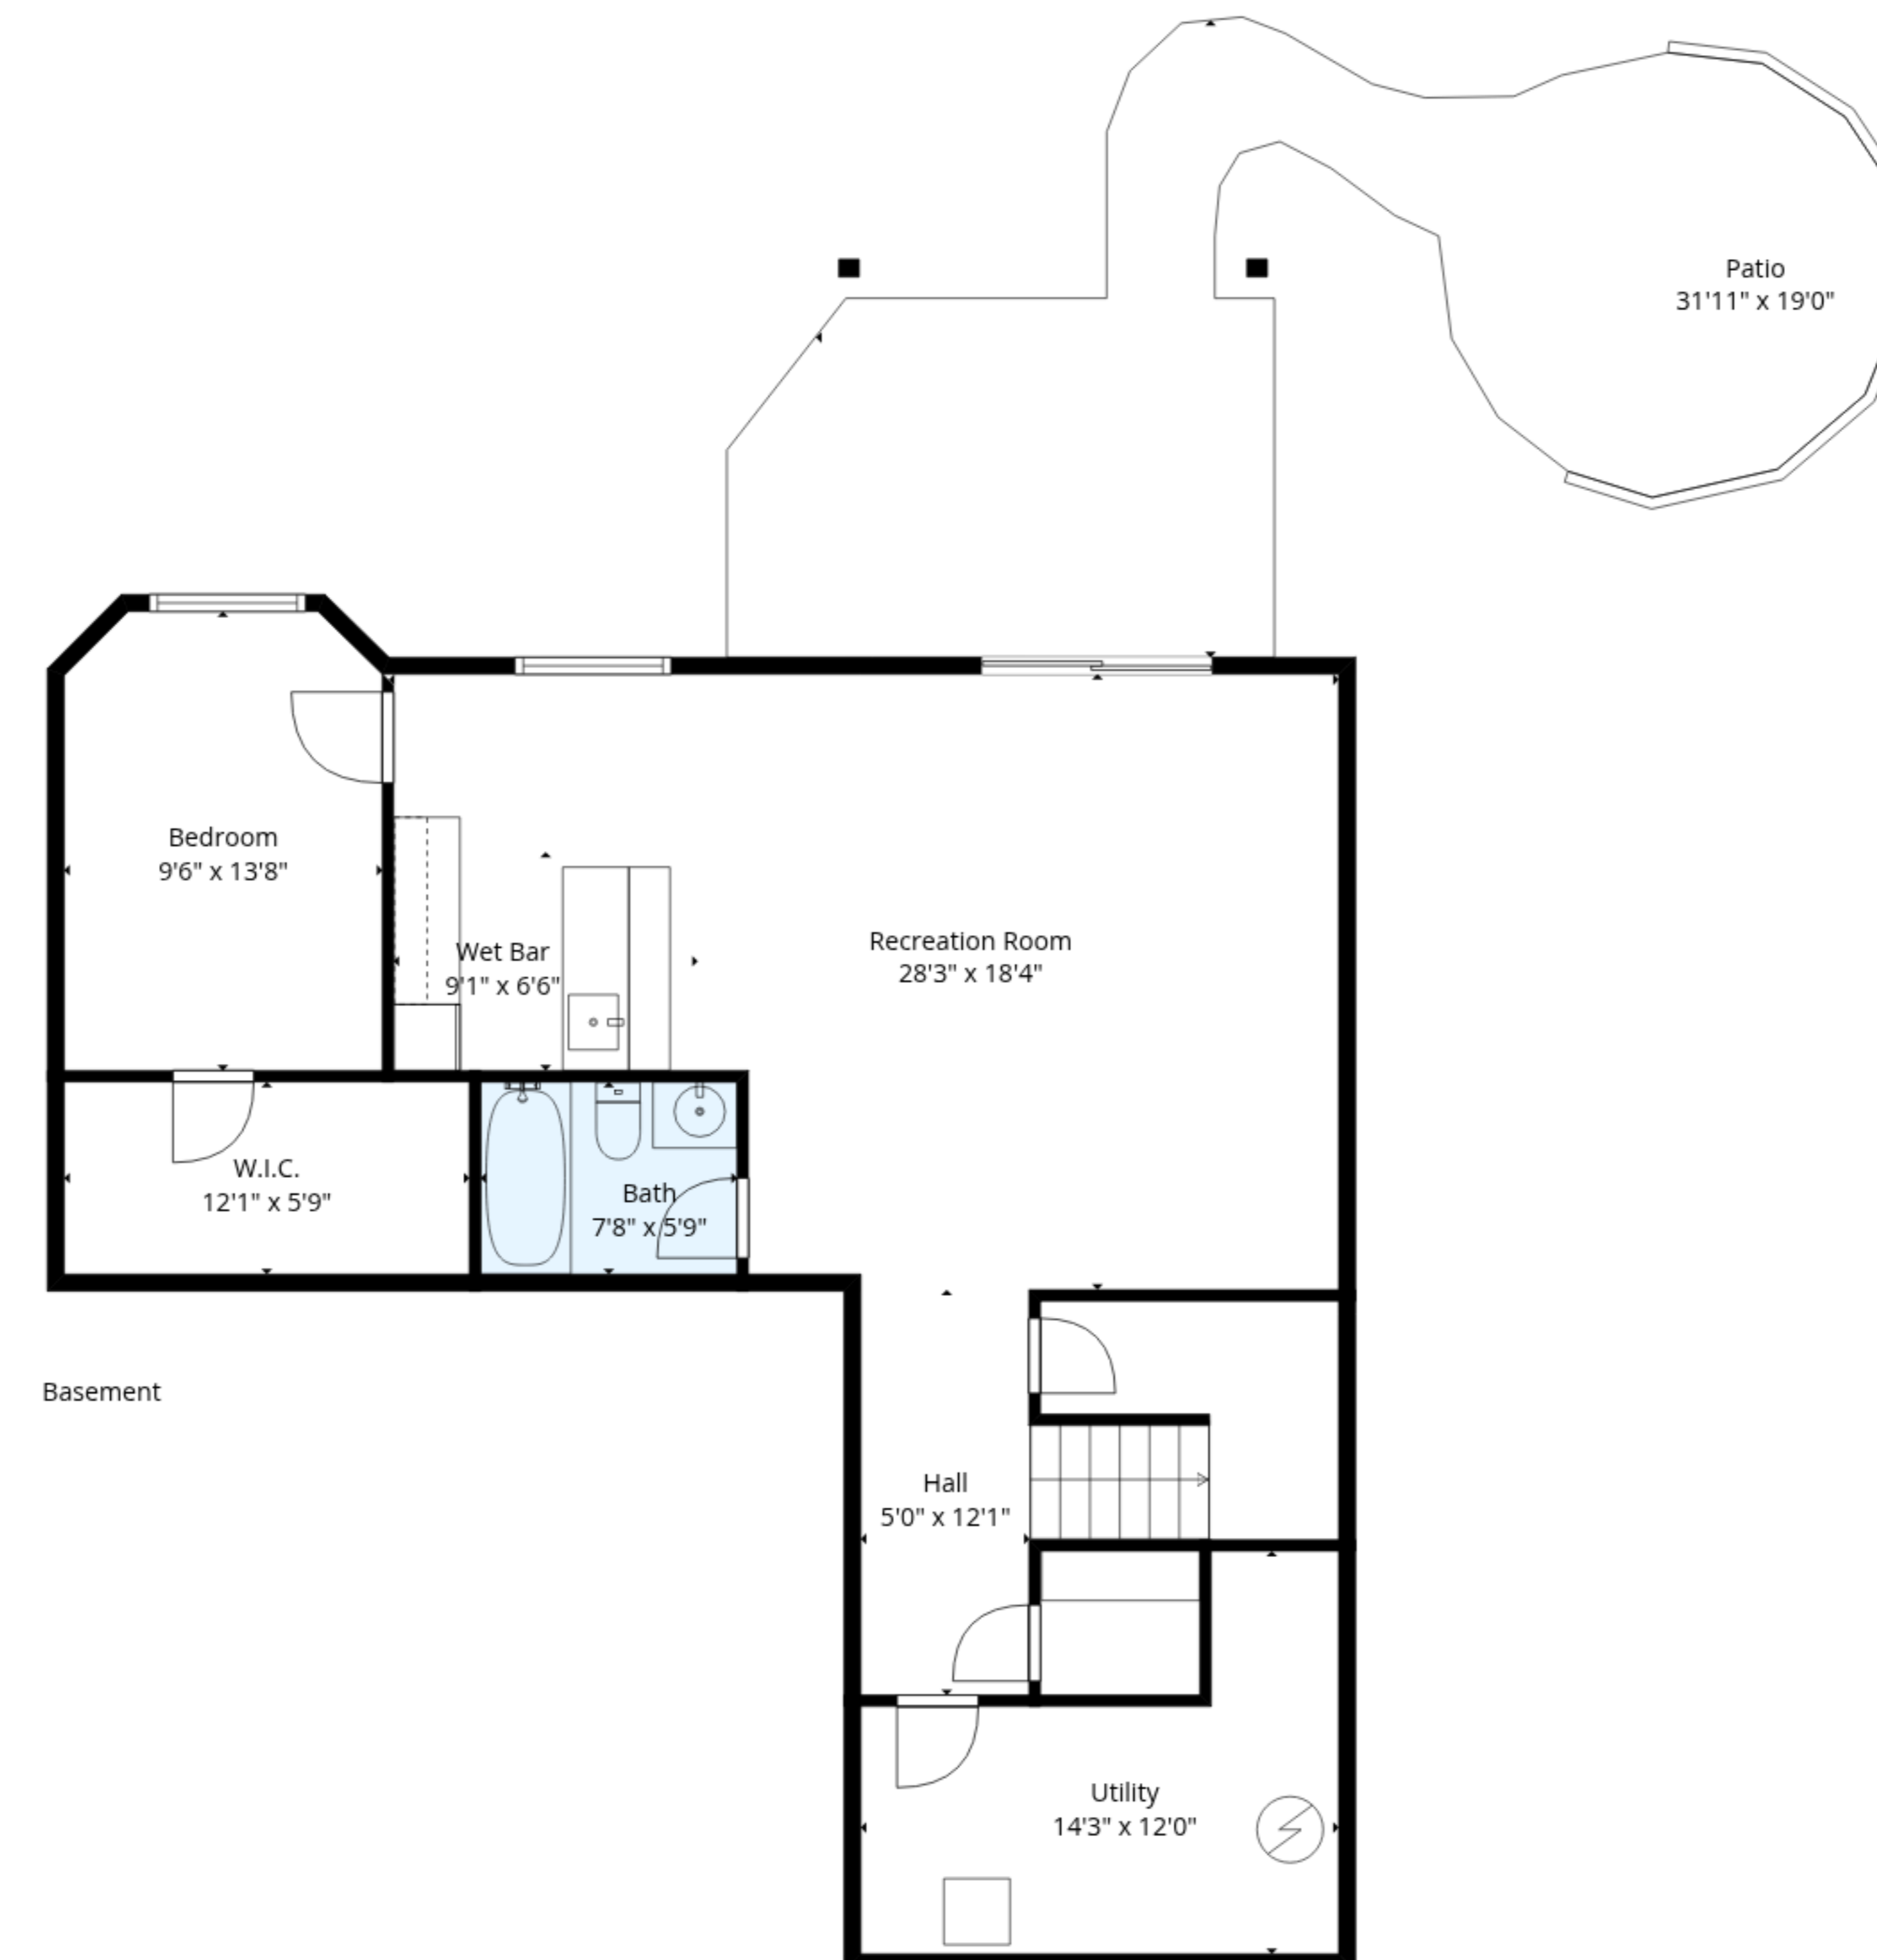 Patio
31'11" x 19'0"
Bedroom
9'6" x 13'8"
Wet Bar
9'1" x 6'6"
Recreation Room
28'3" x 18'4"
W.I.C.
12'1" x 5'9"
Bath
7'8" x 5'9"
Basement
Hall
5'0" x 12'1"
Utility
14'3" x 12'0"